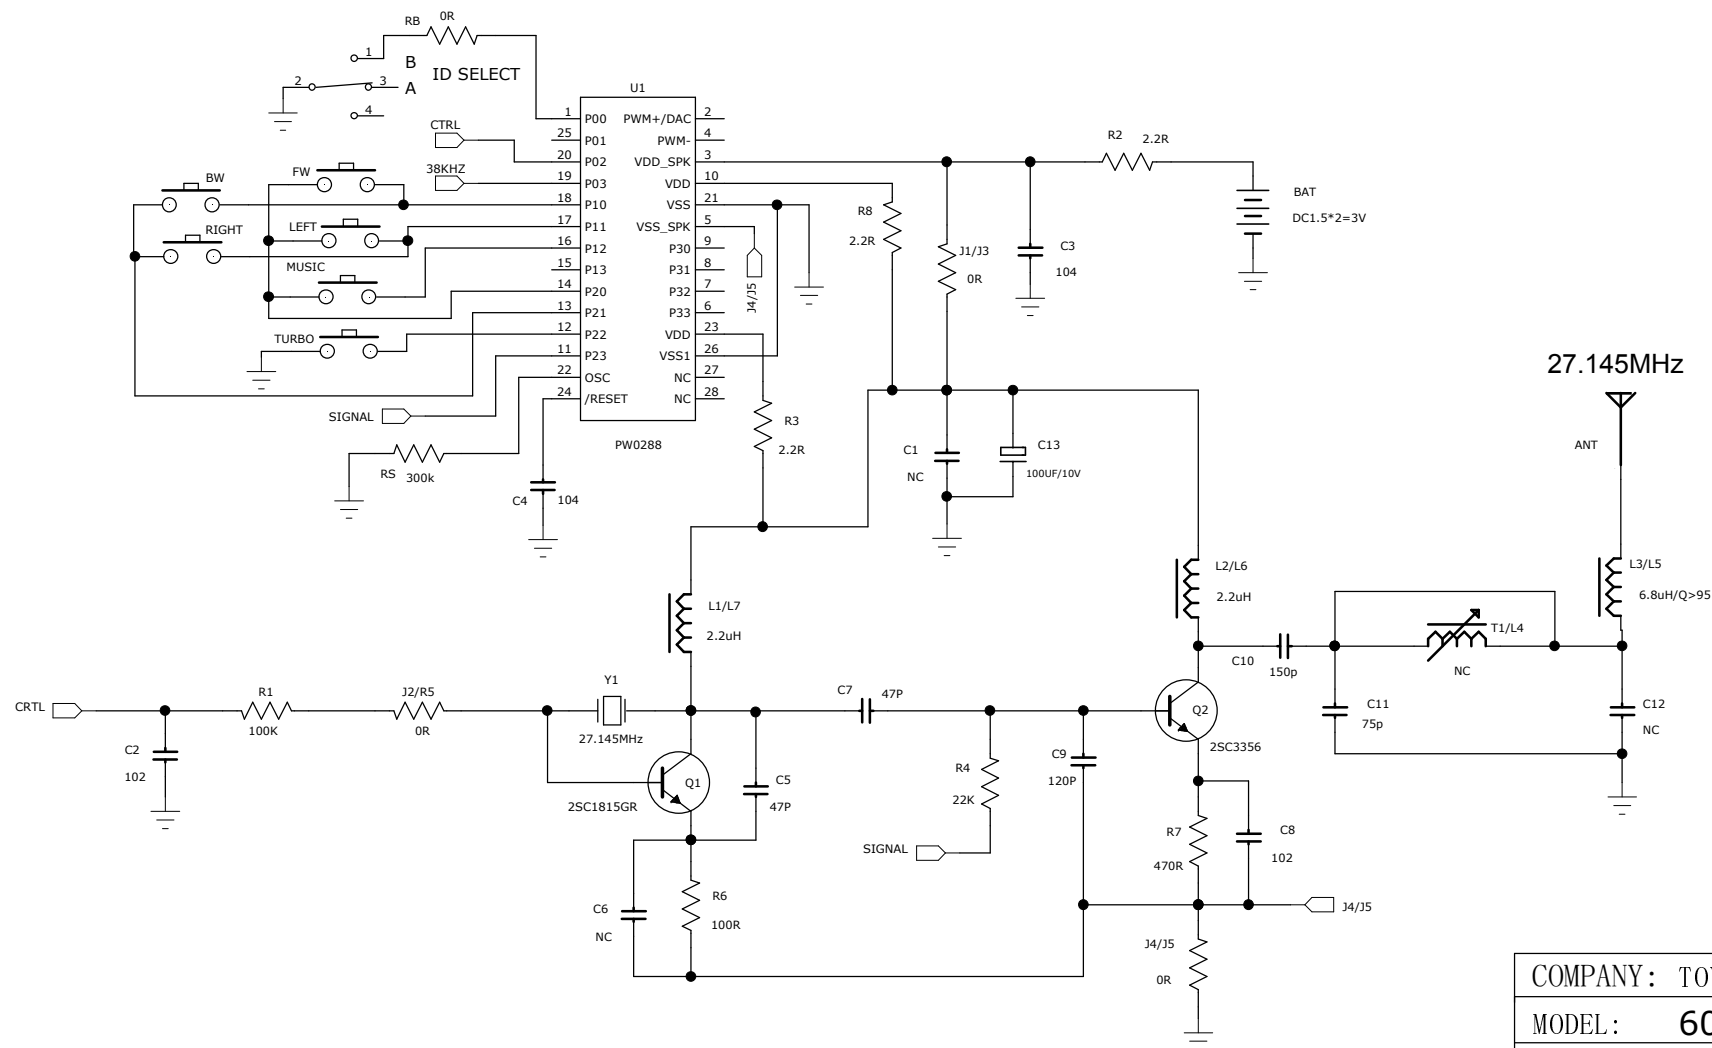 RB 0R
1
B
ID SELECT
2
3
A
4
U1
1 P00 PWM+/DAC 2
25 P01 PWM- 4
20 P02 VDD_SPK 3
19 P03 VDD 10
18 P10 VSS 21
17 P11 VSS_SPK 5
16 P12 P30 9
15 P13 P31 8
14 P20 P32 7
13 P21 P33 6
12 P22 VDD 23
11 P23 VSS1 26
22 OSC NC 27
24 /RESET NC 28
PW0288
CTRL
38KHZ
FW
BW
LEFT
RIGHT
MUSIC
TURBO
SIGNAL
RS 300k
C4 104
J4/J5
R3
2.2R
R8
2.2R
J1/J3
0R
C3
104
R2 2.2R
BAT
DC1.5*2=3V
C1
NC
C13
100UF/10V
27.145MHz
ANT
L3/L5
6.8uH/Q>95
L2/L6
2.2uH
L1/L7
2.2uH
T1/L4
NC
C10
150p
C11
75p
C12
NC
CRTL
C2
102
R1
100K
J2/R5
0R
Y1
27.145MHz
C7 47P
Q1
2SC1815GR
C5
47P
C6
NC
R6
100R
R4
22K
SIGNAL
C9
120P
Q2
2SC3356
R7
470R
C8
102
J4/J5
J4/J5
0R
COMPANY: TO
MODEL: 60